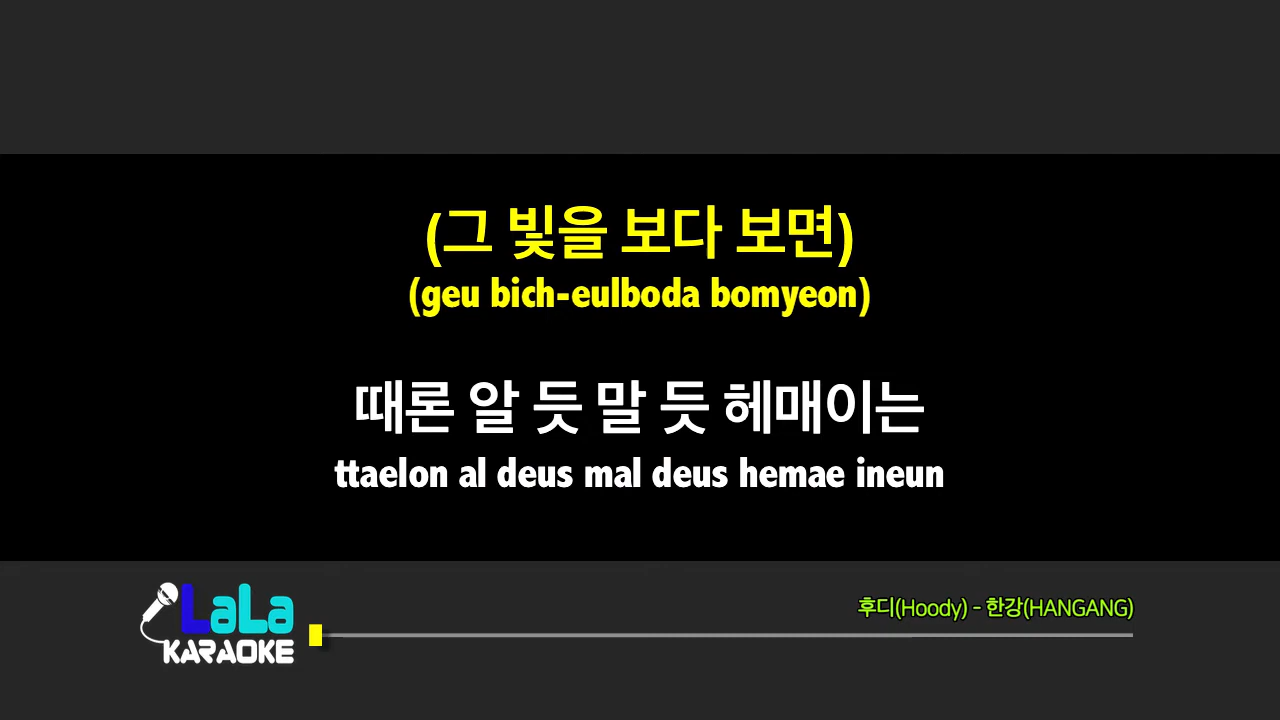 (그 빛을 보다 보면)
(geu bich-eulboda bomyeon)
때론 알 듯 말 듯 헤매이는
ttaelon al deus mal deus hemae ineun
LaLa
KARAOKE
후디(Hoody) - 한강(HANGANG)